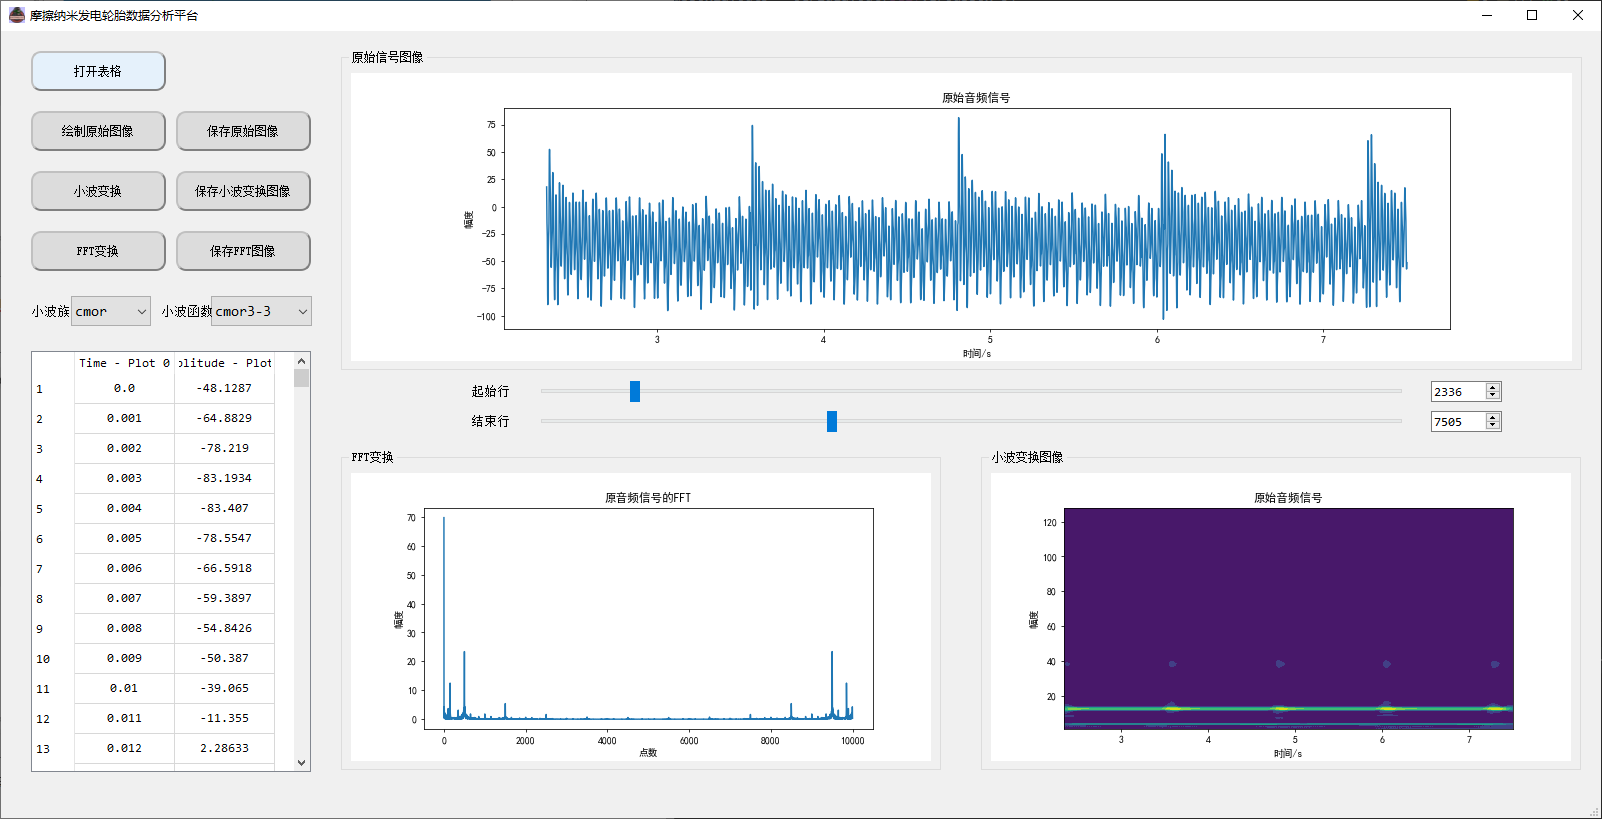 摩擦纳米发电轮胎数据分析平台
打开表格
绘制原始图像
保存原始图像
小波变换
保存小波变换图像
FFT变换
保存FFT图像
小波族
cmor
小波函数
cmor3-3
Time - Plot 0
plitude - Plot
1 0.0 -48.1287
2 0.001 -64.8829
3 0.002 -78.219
4 0.003 -83.1934
5 0.004 -83.407
6 0.005 -78.5547
7 0.006 -66.5918
8 0.007 -59.3897
9 0.008 -54.8426
10 0.009 -50.387
11 0.01 -39.065
12 0.011 -11.355
13 0.012 2.28633
原始信号图像
原始音频信号
75
50
25
0
-25
-50
-75
-100
幅度
3 4 5 6 7
时间/s
起始行
2336
结束行
7505
FFT变换
原音频信号的FFT
70
60
50
40
30
20
10
0
幅度
0 2000 4000 6000 8000 10000
点数
小波变换图像
原始音频信号
120
100
80
60
40
20
幅度
3 4 5 6 7
时间/s